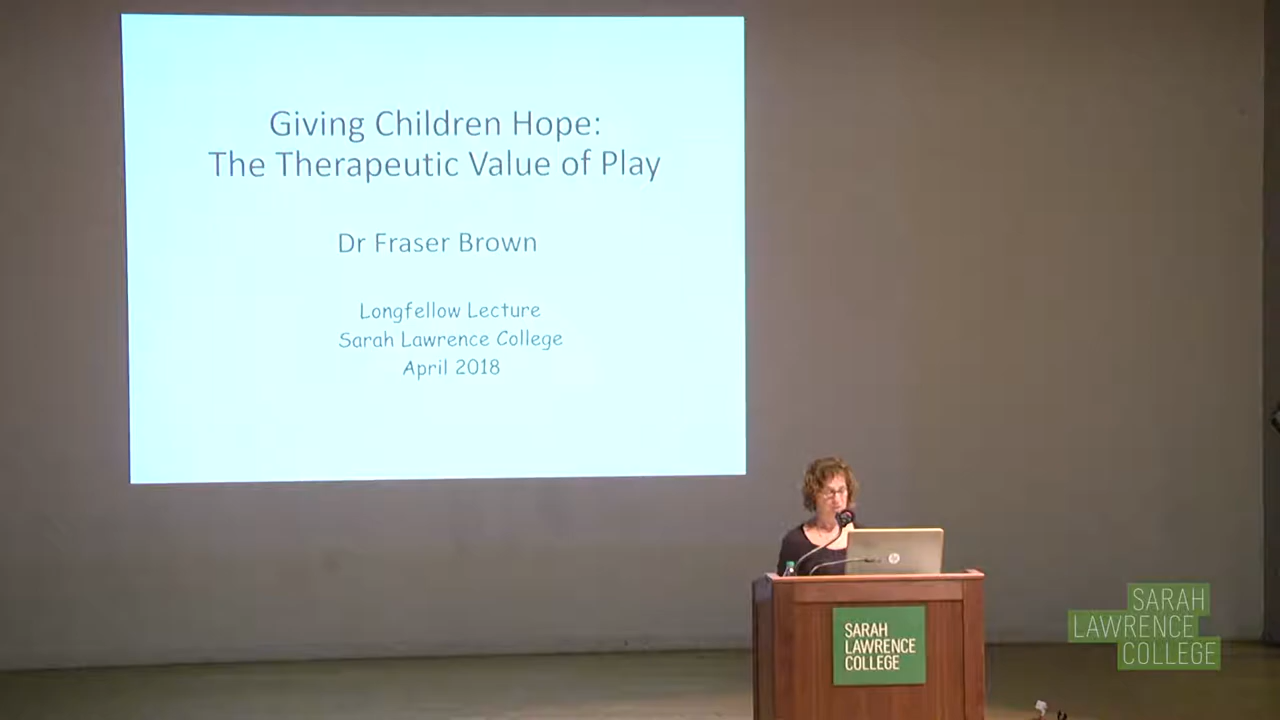 Giving Children Hope:
The Therapeutic Value of Play
Dr Fraser Brown
Longfellow Lecture
Sarah Lawrence College
April 2018
SARAH
LAWRENCE
COLLEGE
SARAH
LAWRENCE
COLLEGE